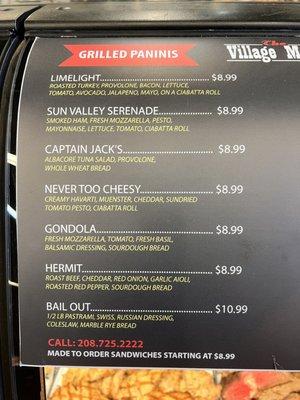 The
Village M
GRILLED PANINIS
LIMELIGHT.......................................$8.99
ROASTED TURKEY, PROVOLONE, BACON, LETTUCE,
TOMATO, AVOCADO, JALAPENO, MAYO, ON A CIABATTA ROLL
SUN VALLEY SERENADE...............$8.99
SMOKED HAM, FRESH MOZZARELLA, PESTO,
MAYONNAISE, LETTUCE, TOMATO, CIABATTA ROLL
CAPTAIN JACK'S..............................$8.99
ALBACORE TUNA SALAD, PROVOLONE,
WHOLE WHEAT BREAD
NEVER TOO CHEESY........................$8.99
CREAMY HAVARTI, MUENSTER, CHEDDAR, SUNDRIED
TOMATO PESTO, CIABATTA ROLL
GONDOLA......................................$8.99
FRESH MOZZARELLA, TOMATO, FRESH BASIL,
BALSAMIC DRESSING, SOURDOUGH BREAD
HERMIT..........................................$8.99
ROAST BEEF, CHEDDAR, RED ONION, GARLIC AIOLI,
ROASTED RED PEPPER, SOURDOUGH BREAD
BAIL OUT........................................$10.99
1/2 LB PASTRAMI, SWISS, RUSSIAN DRESSING,
COLESLAW, MARBLE RYE BREAD
CALL: 208.725.2222
MADE TO ORDER SANDWICHES STARTING AT $8.99